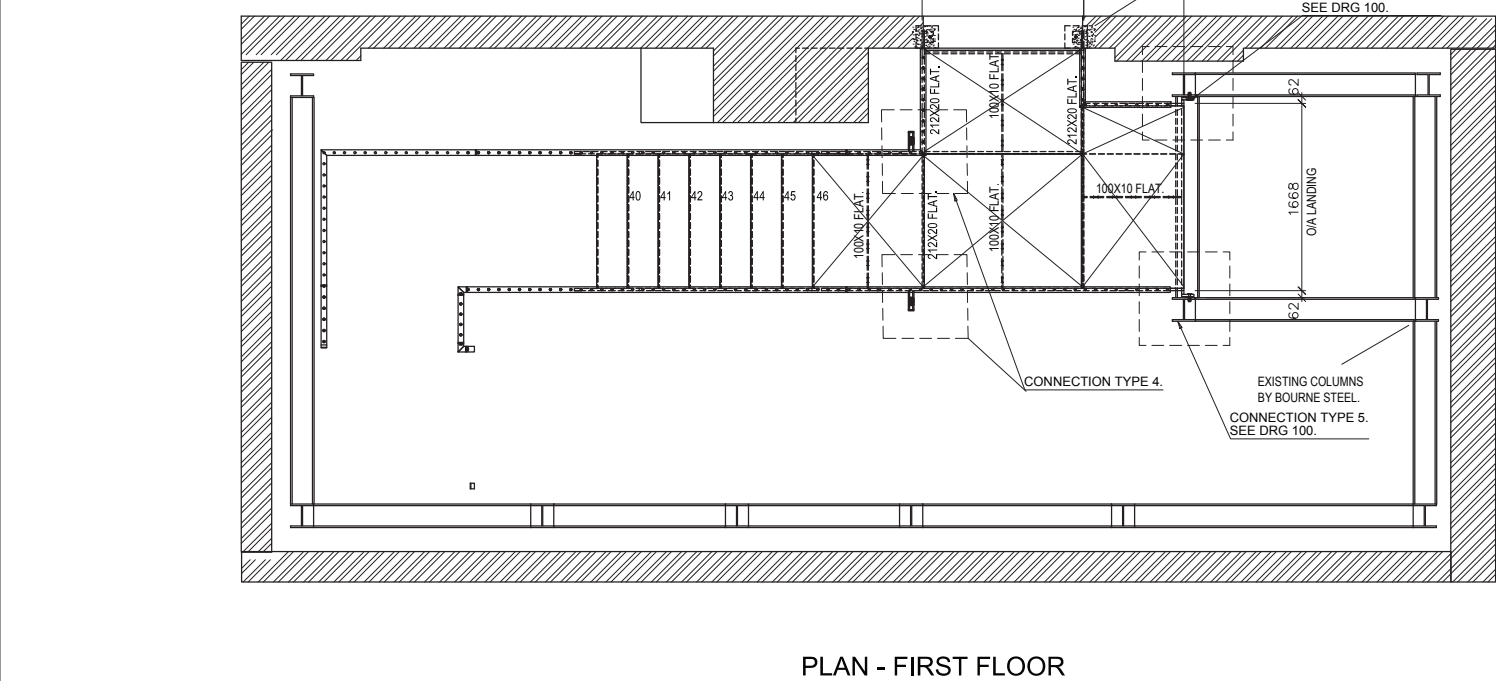 SEE DRG 100.
62
212X20 FLAT.
100X10 FLAT.
212X20 FLAT.
1668
O/A LANDING
40
41
42
43
44
45
46
100X10 FLAT.
212X20 FLAT.
100X10 FLAT.
100X10 FLAT.
62
CONNECTION TYPE 4.
EXISTING COLUMNS
BY BOURNE STEEL.
CONNECTION TYPE 5.
SEE DRG 100.
PLAN - FIRST FLOOR